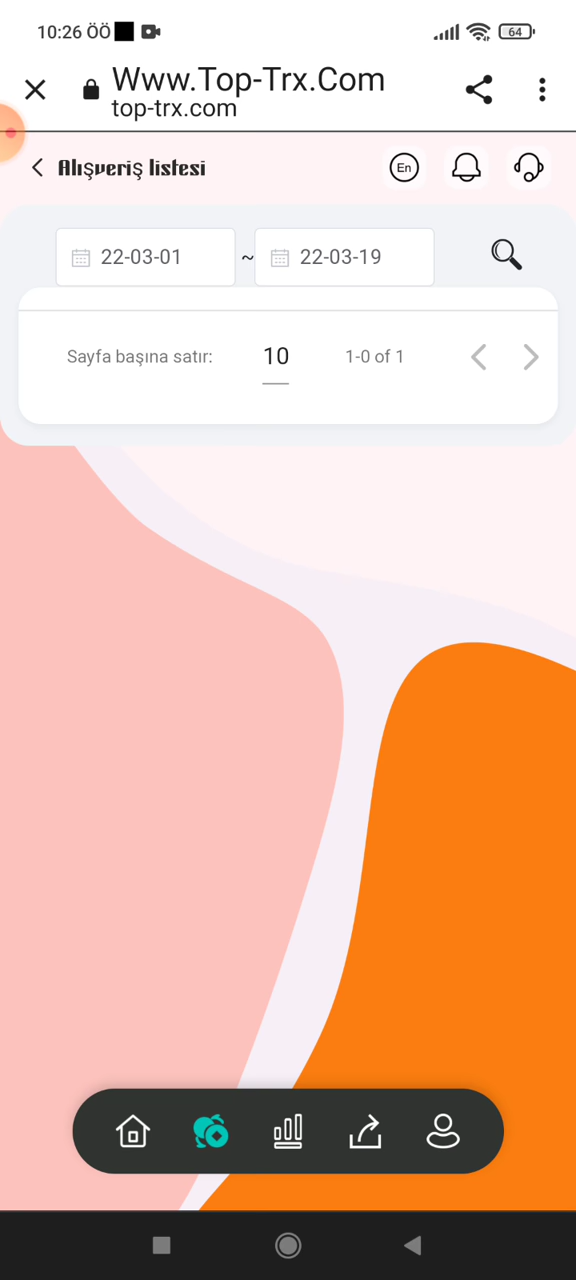 10:26 ÖÖ
64
Www.Top-Trx.Com
top-trx.com
Alışveriş listesi
En
22-03-01 ~ 22-03-19
Sayfa başına satır: 10 1-0 of 1